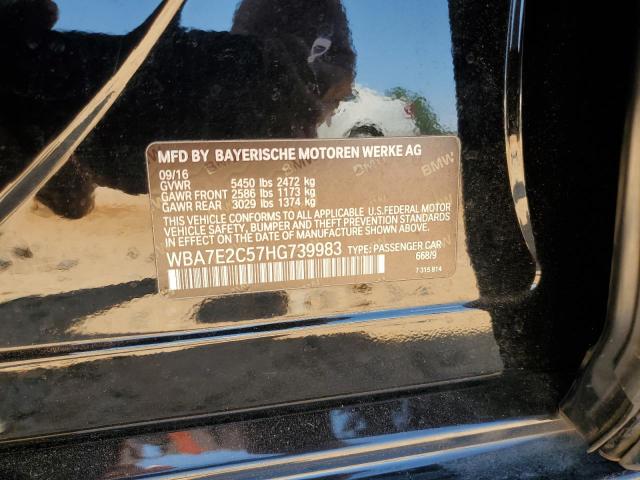 MFD BY BAYERISCHE MOTOREN WERKE AG
09/16
GVWR 5450 lbs 2472 kg
GAWR FRONT 2586 lbs 1173 kg
GAWR REAR 3029 lbs 1374 kg
THIS VEHICLE CONFORMS TO ALL APPLICABLE U.S.FEDERAL MOTOR
VEHICLE SAFETY, BUMPER AND THEFT PREVENTION STANDARDS
IN EFFECT ON THE DATE OF MANUFACTURE SHOWN ABOVE.
WBA7E2C57HG739983 TYPE: PASSENGER CAR
668/9
7 315 814
BMW